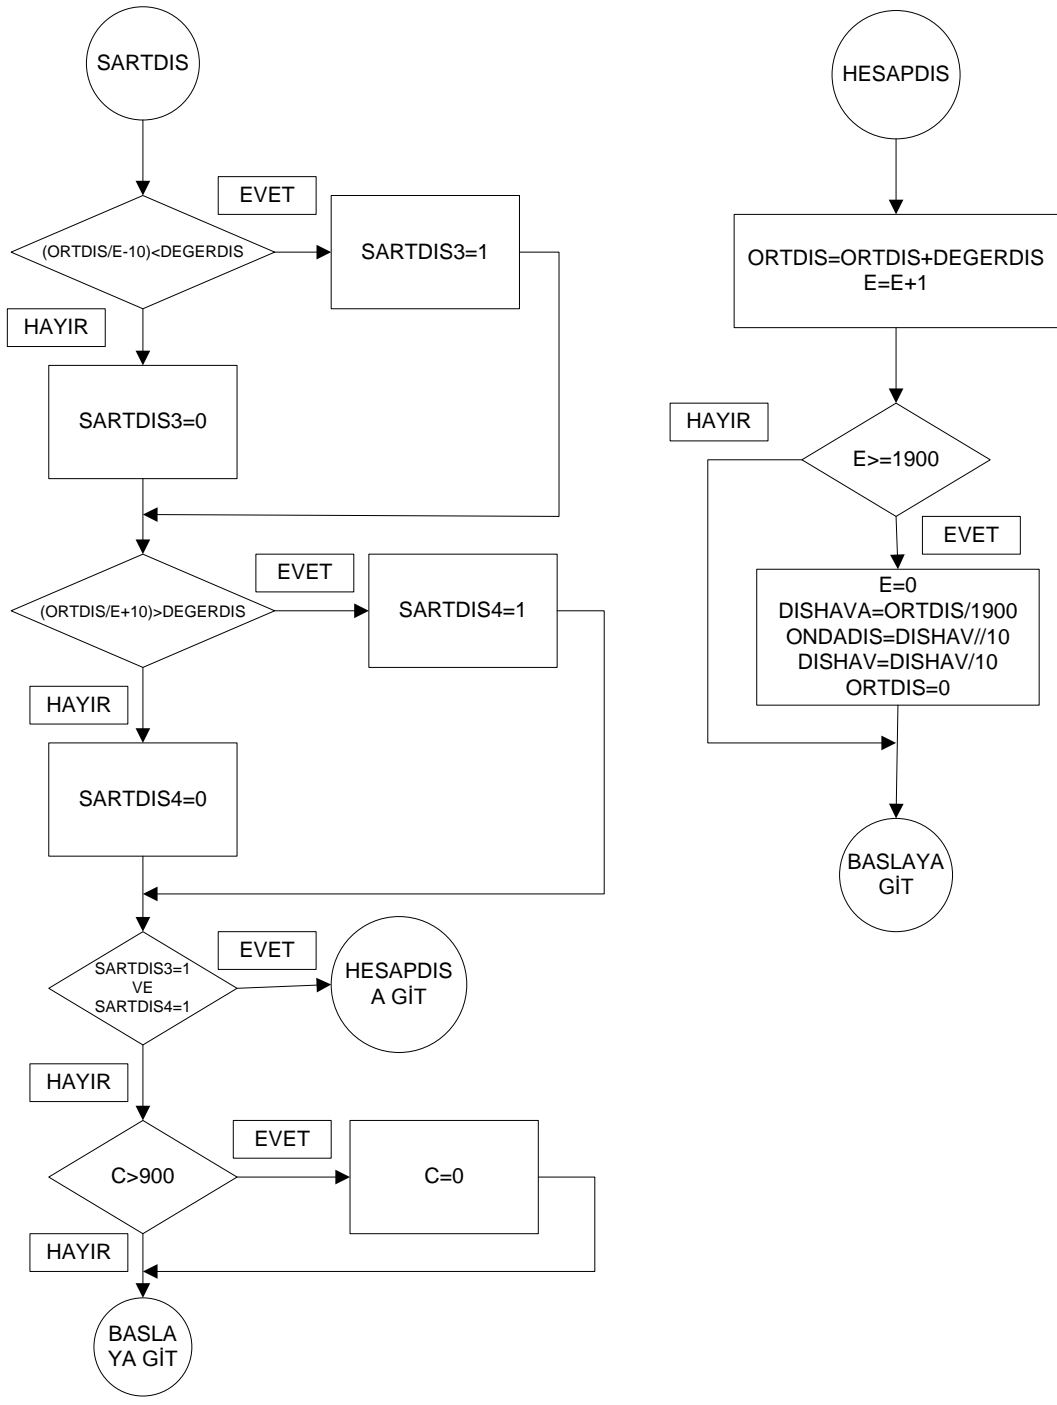 SARTDIS
EVET
(ORTDIS/E-10)<DEGERDIS
SARTDIS3=1
HAYIR
SARTDIS3=0
EVET
(ORTDIS/E+10)>DEGERDIS
SARTDIS4=1
HAYIR
SARTDIS4=0
EVET
SARTDIS3=1
VE
SARTDIS4=1
HESAPDIS
A GİT
HAYIR
EVET
C>900
C=0
HAYIR
BASLA
YA GİT
HESAPDIS
ORTDIS=ORTDIS+DEGERDIS
E=E+1
HAYIR
E>=1900
EVET
E=0
DISHAVA=ORTDIS/1900
ONDADIS=DISHAV//10
DISHAV=DISHAV/10
ORTDIS=0
BASLAYA
GİT